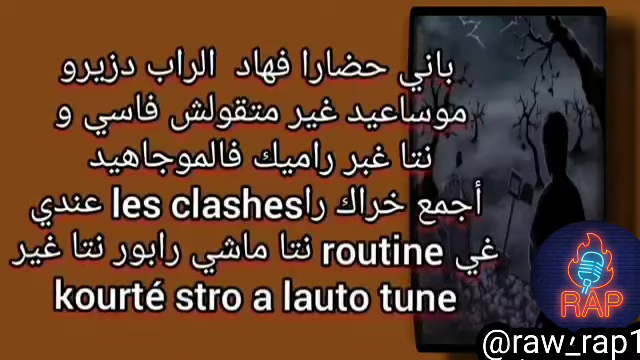 باني حضارا فهاد الراب دزيرو
موساعيد غير متقولش فاسي و
نتا غبر راميك فالموجاهيد
أجمع خراك راles clashes عندي
غي routine نتا ماشي رابور نتا غير
kourté stro a lauto tune
RAP
@raw_rap1